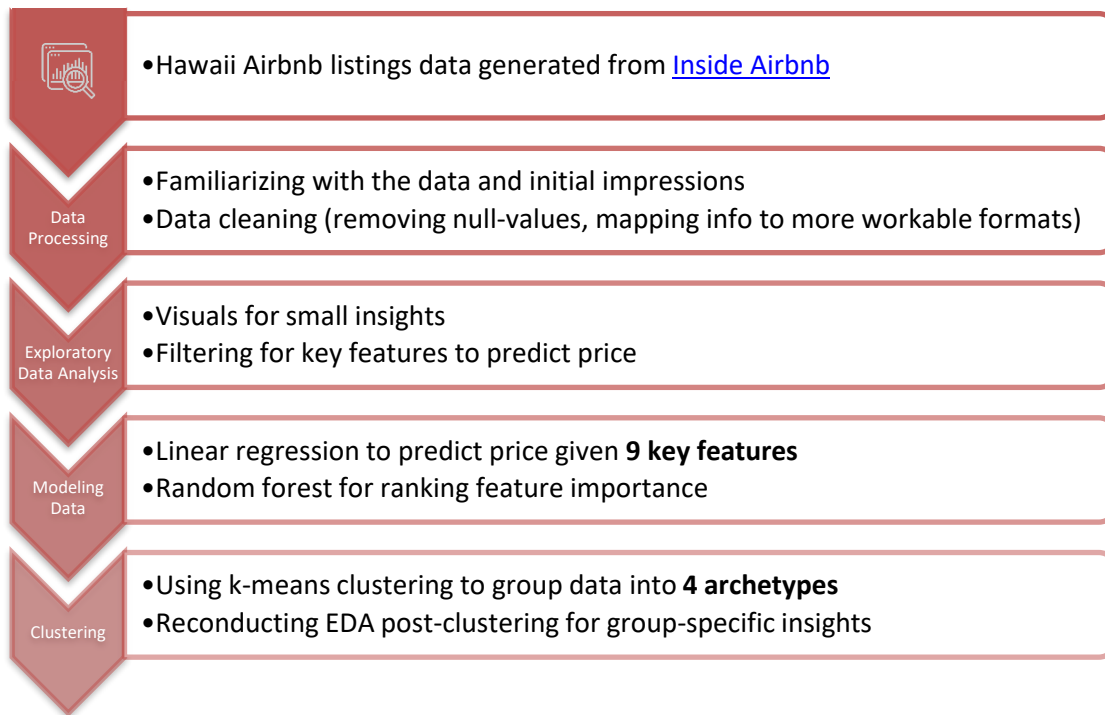 •Hawaii Airbnb listings data generated from Inside Airbnb
Data
Processing
•Familiarizing with the data and initial impressions
•Data cleaning (removing null-values, mapping info to more workable formats)
Exploratory
Data Analysis
•Visuals for small insights
•Filtering for key features to predict price
Modeling
Data
•Linear regression to predict price given 9 key features
•Random forest for ranking feature importance
Clustering
•Using k-means clustering to group data into 4 archetypes
•Reconducting EDA post-clustering for group-specific insights